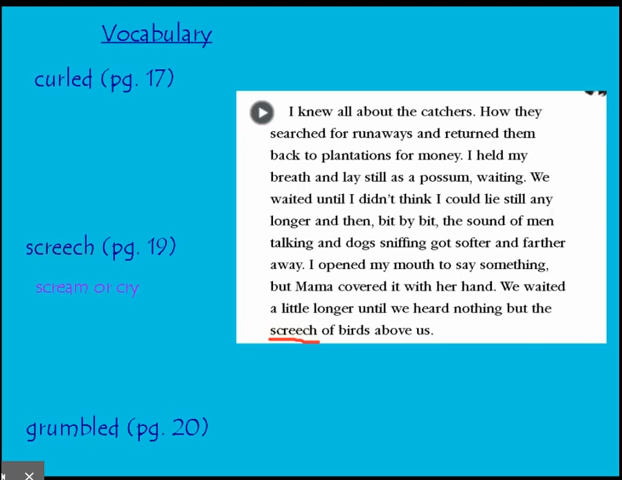 Vocabulary
curled (pg. 17)
I knew all about the catchers. How they
searched for runaways and returned them
back to plantations for money. I held my
breath and lay still as a possum, waiting. We
waited until I didn't think I could lie still any
longer and then, bit by bit, the sound of men
talking and dogs sniffing got softer and farther
away. I opened my mouth to say something,
but Mama covered it with her hand. We waited
a little longer until we heard nothing but the
screech of birds above us.
screech (pg. 19)
scream or cry
grumbled (pg. 20)